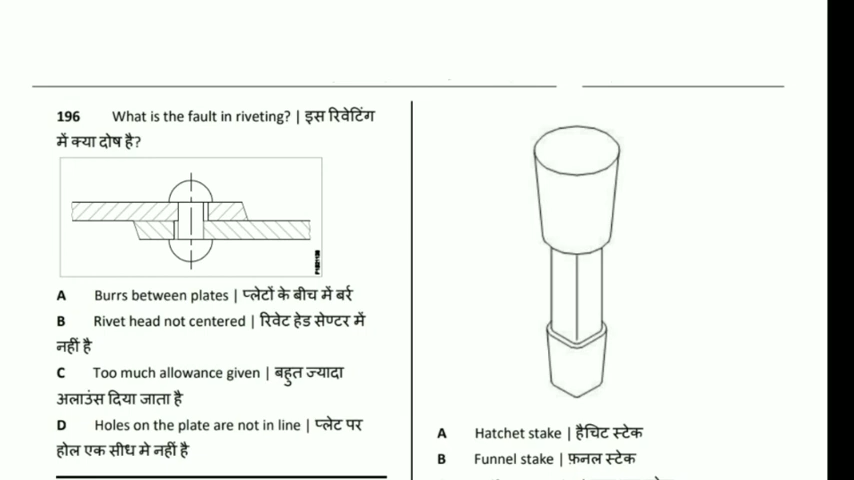 196 What is the fault in riveting? | इस रिवेटिंग
में क्या दोष है?
A Burrs between plates | प्लेटों के बीच में बर्र
B Rivet head not centered | रिवेट हेड सेण्टर में
नहीं है
C Too much allowance given | बहुत ज्यादा
अलाउंस दिया जाता है
D Holes on the plate are not in line | प्लेट पर
होल एक सीध मे नहीं है
A Hatchet stake | हैचिट स्टेक
B Funnel stake | फ़नल स्टेक